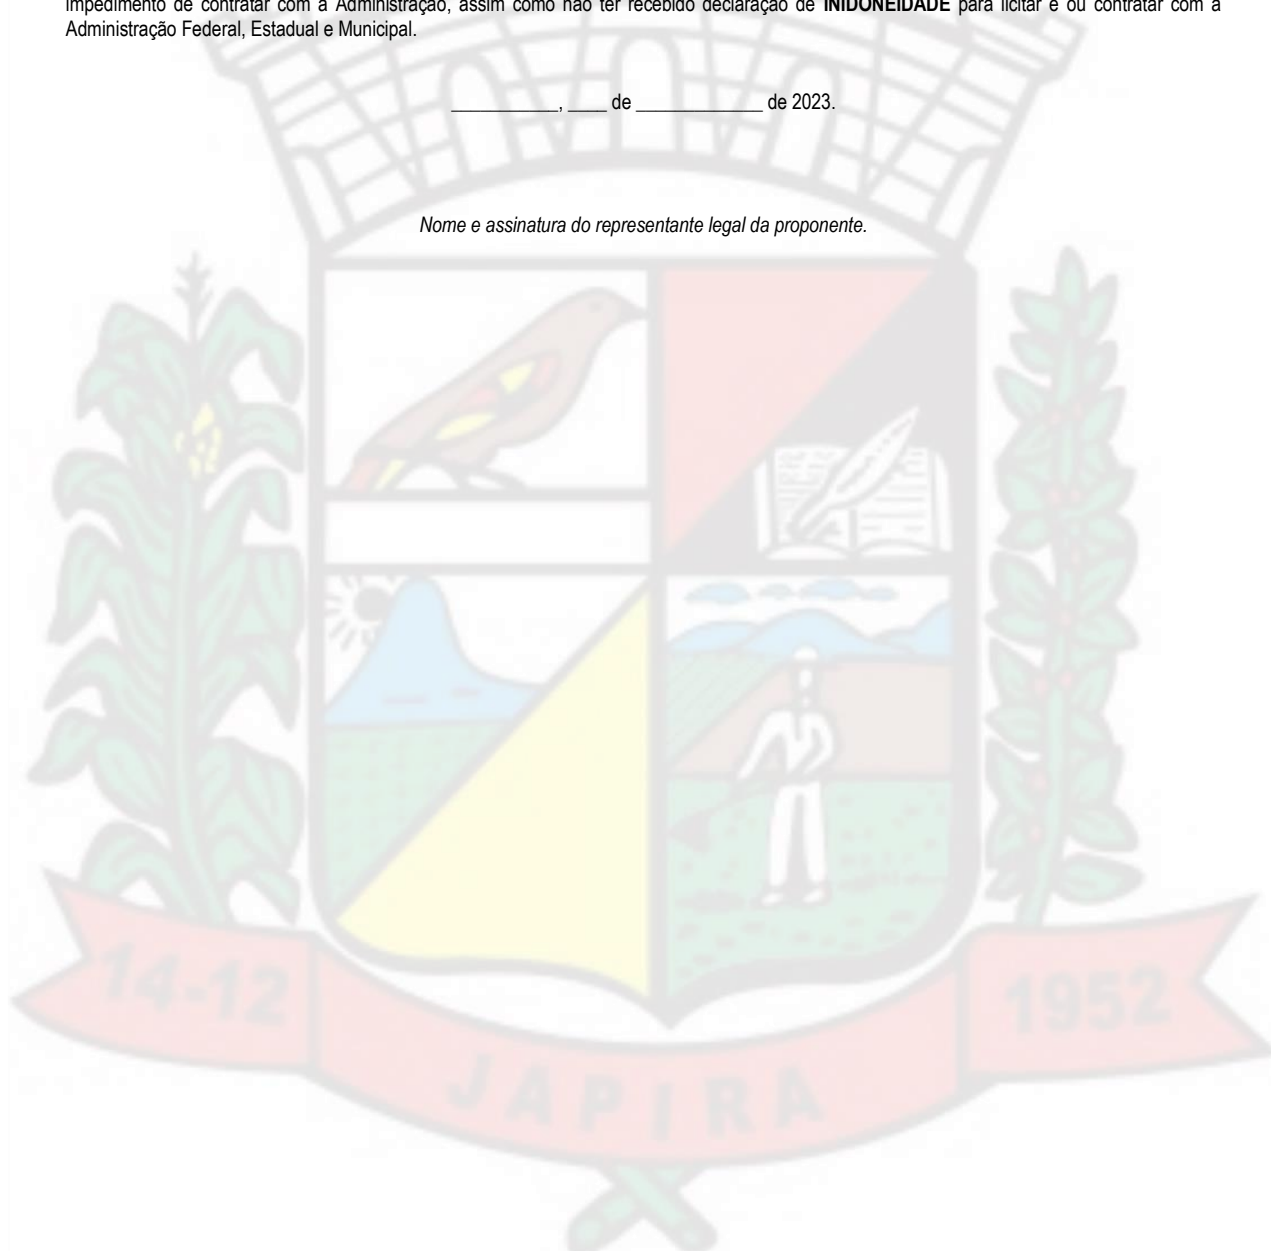 impedimento de contratar com a Administração, assim como não ter recebido declaração de INIDONEIDADE para licitar e ou contratar com a
Administração Federal, Estadual e Municipal.
___________, ____ de _____________ de 2023.
Nome e assinatura do representante legal da proponente.
14-12
1952
JAPIRA